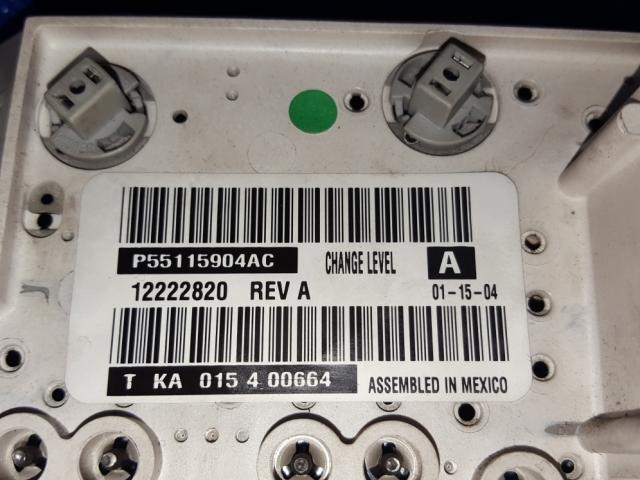 P55115904AC CHANGE LEVEL A
12222820 REV A 01-15-04
T KA 015 4 00664 ASSEMBLED IN MEXICO